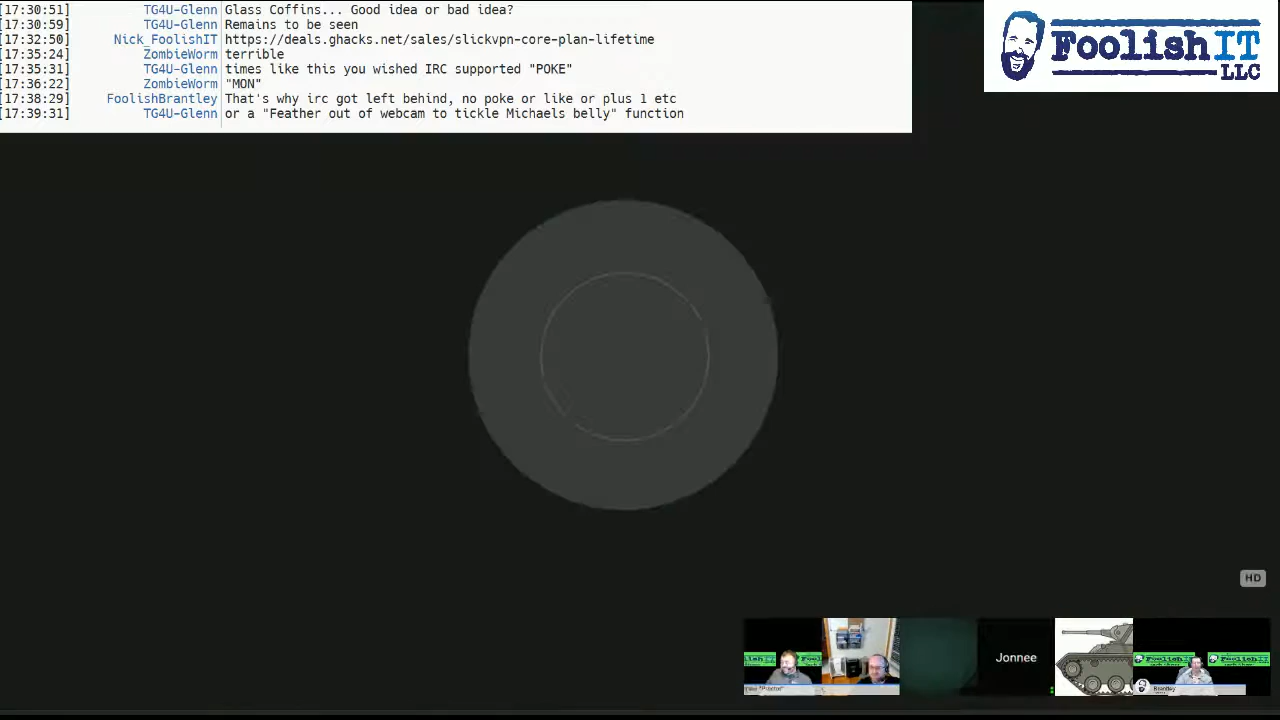 [17:30:51] TG4U-Glenn Glass Coffins... Good idea or bad idea?
[17:30:59] TG4U-Glenn Remains to be seen
[17:32:50] Nick_FoolishIT https://deals.ghacks.net/sales/slickvpn-core-plan-lifetime
[17:35:24] ZombieWorm terrible
[17:35:31] TG4U-Glenn times like this you wished IRC supported "POKE"
[17:36:22] ZombieWorm "MON"
[17:38:29] FoolishBrantley That's why irc got left behind, no poke or like or plus 1 etc
[17:39:31] TG4U-Glenn or a "Feather out of webcam to tickle Michaels belly" function
FoolishIT
LLC
HD
Jonnee
FoolishIT
FoolishIT
Brantley